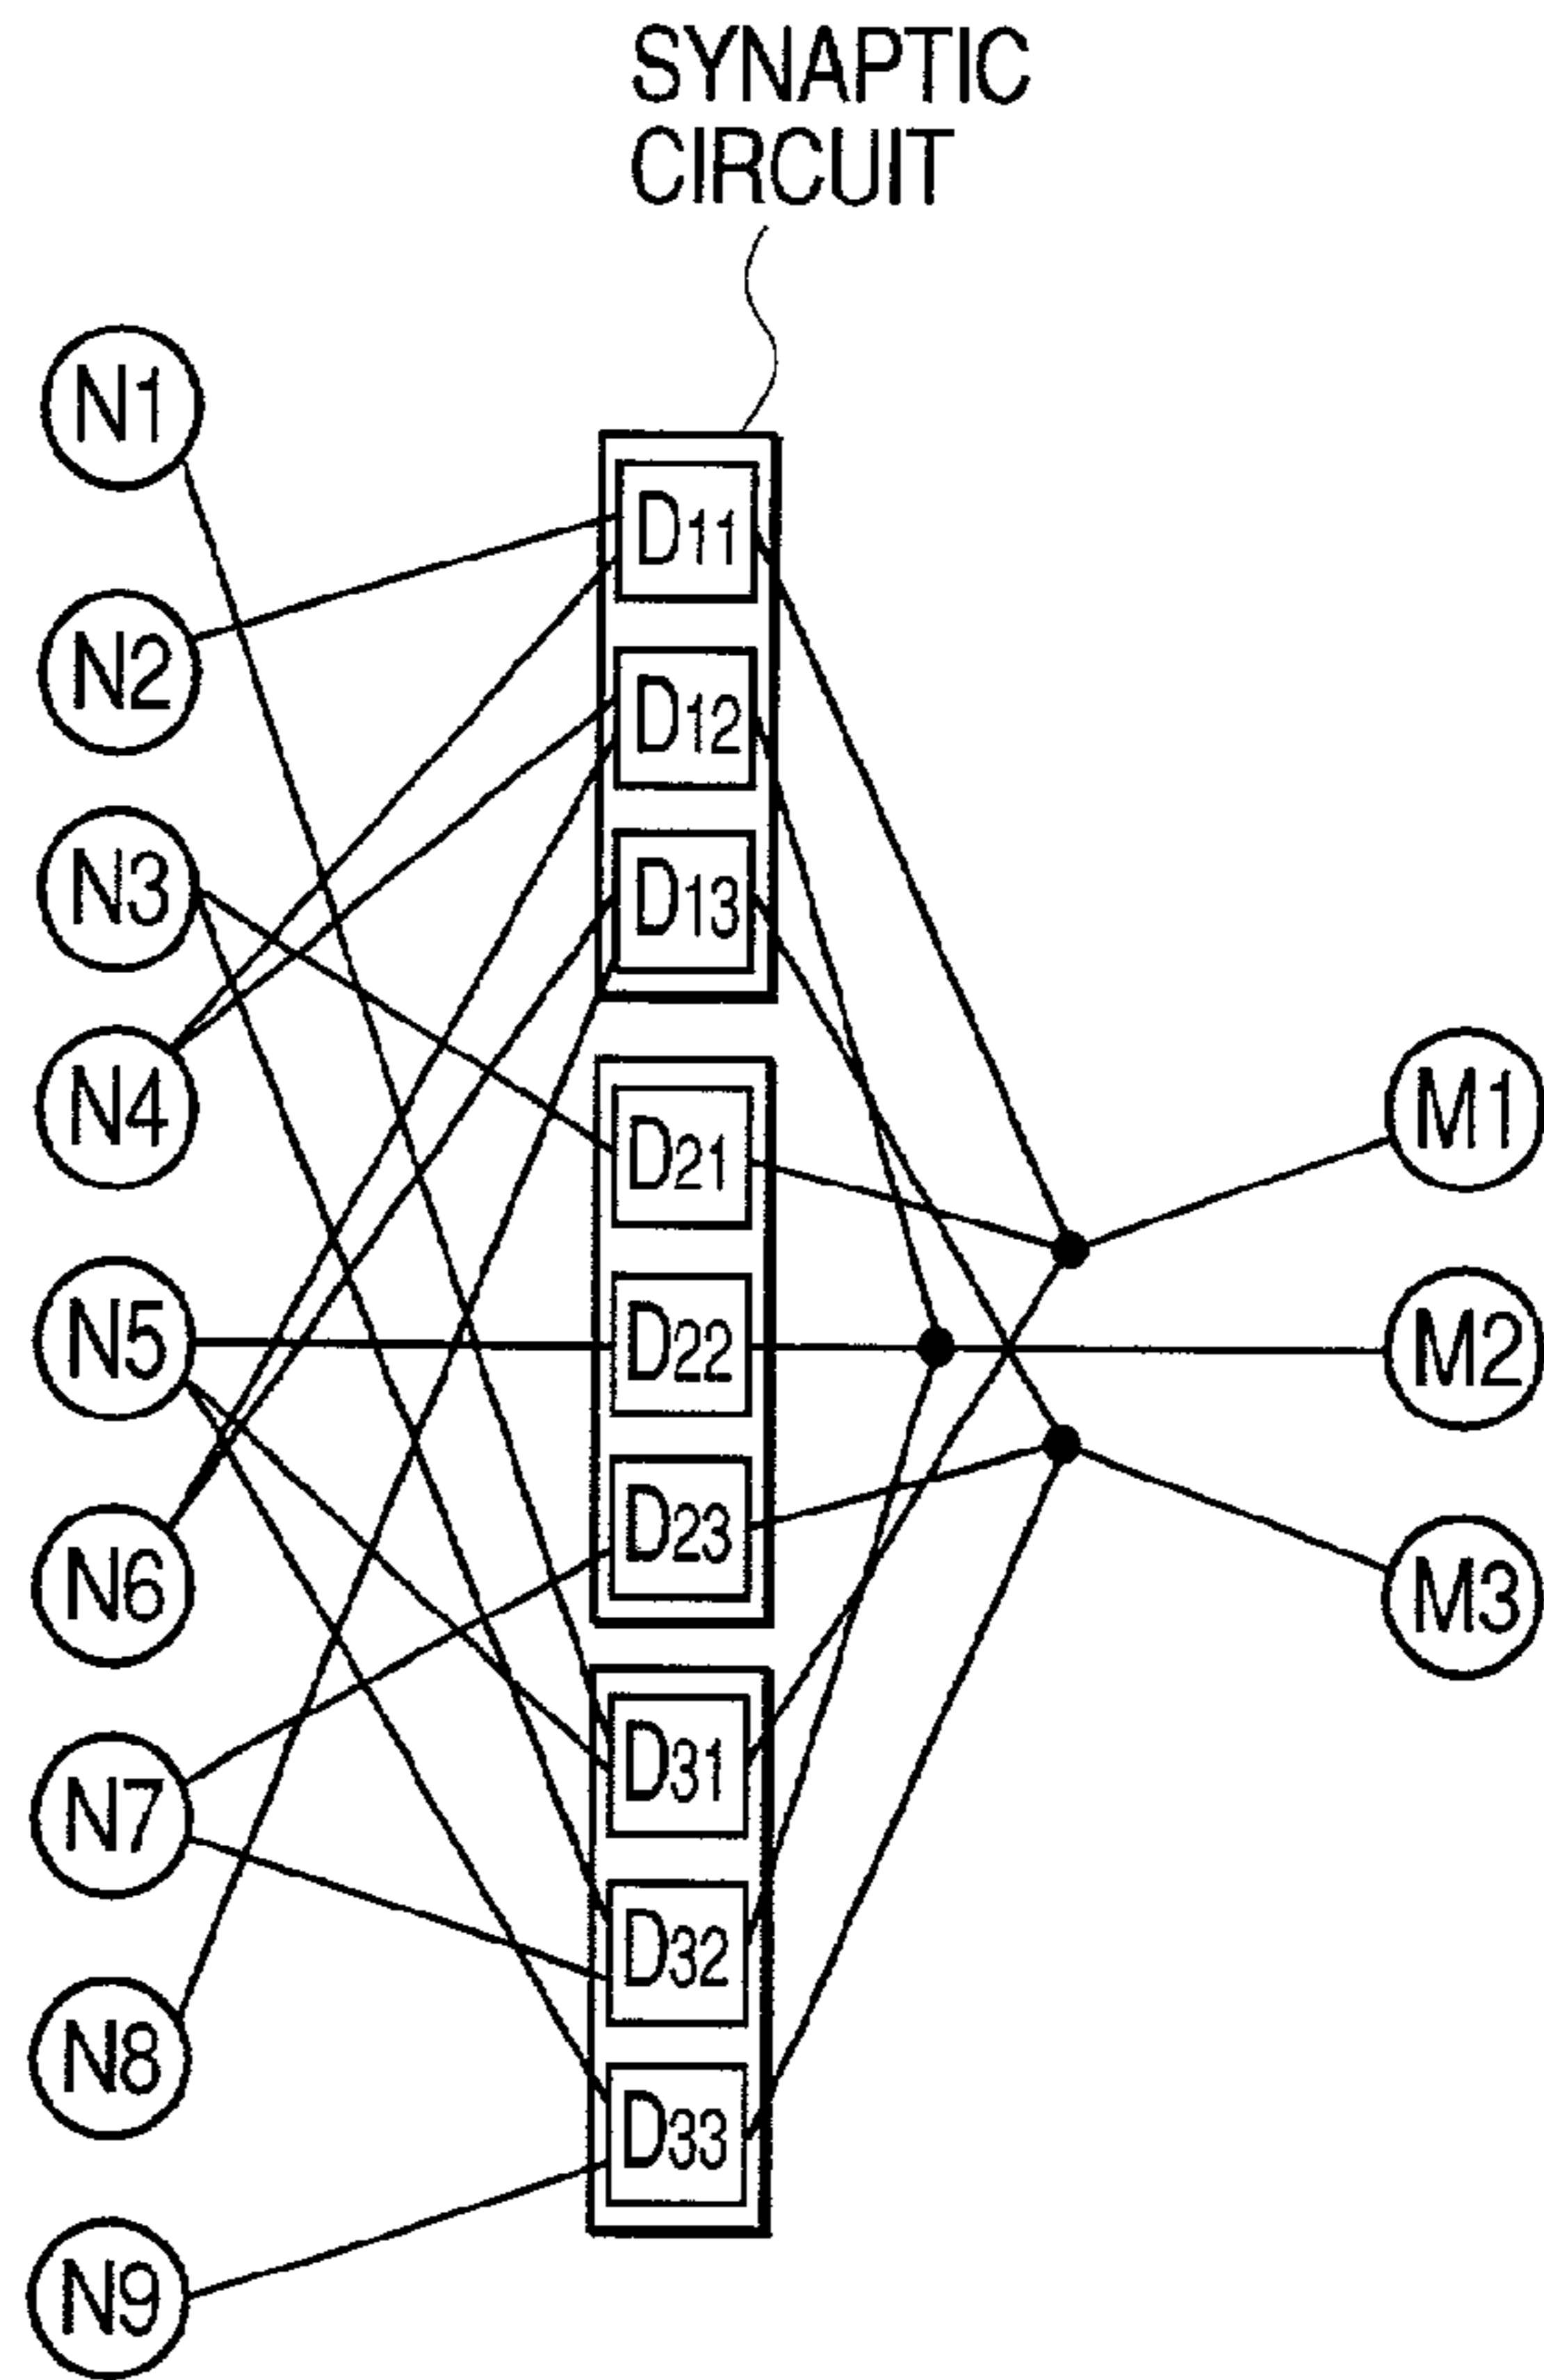 SYNAPTIC
CIRCUIT
N1
N2
N3
N4
N5
N6
N7
N8
N9
D11
D12
D13
D21
D22
D23
D31
D32
D33
M1
M2
M3